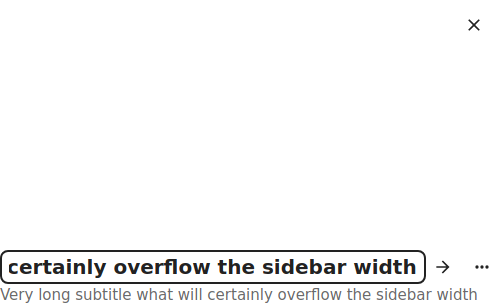 certainly overflow the sidebar width
Very long subtitle what will certainly overflow the sidebar width